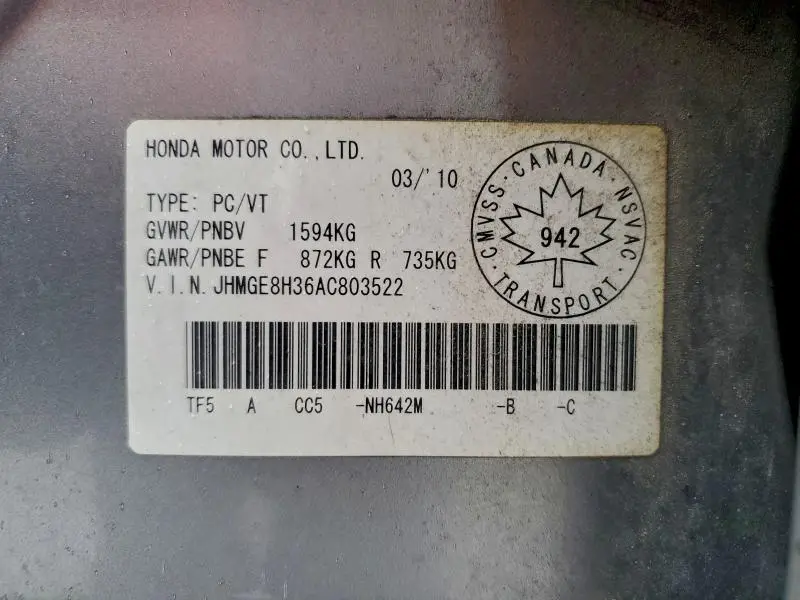 HONDA MOTOR CO.,LTD.
03/'10
TYPE: PC/VT
GVWR/PNBV 1594KG
GAWR/PNBE F 872KG R 735KG
V.I.N.JHMGE8H36AC803522
CMVSS·CANADA·NSVAC·TRANSPORT·
942
TF5 A CC5 -NH642M -B -C